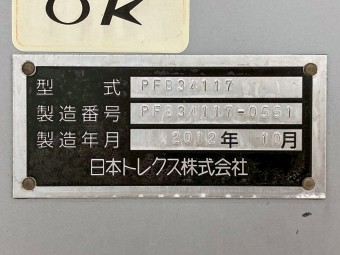 OK
型式 PFB34117
製造番号 PFB34117-0551
製造年月 2012年 10月
日本トレクス株式会社